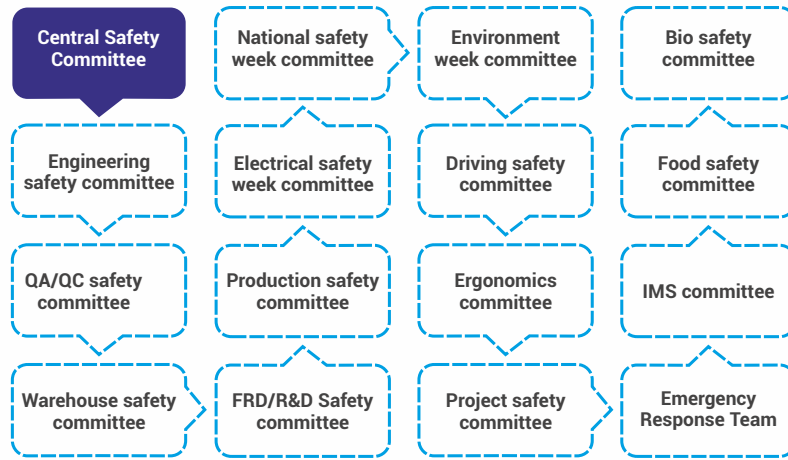 Central Safety
Committee
Engineering
safety committee
QA/QC safety
committee
Warehouse safety
committee
FRD/R&D Safety
committee
Production safety
committee
Electrical safety
week committee
National safety
week committee
Environment
week committee
Driving safety
committee
Ergonomics
committee
Project safety
committee
Emergency
Response Team
IMS committee
Food safety
committee
Bio safety
committee